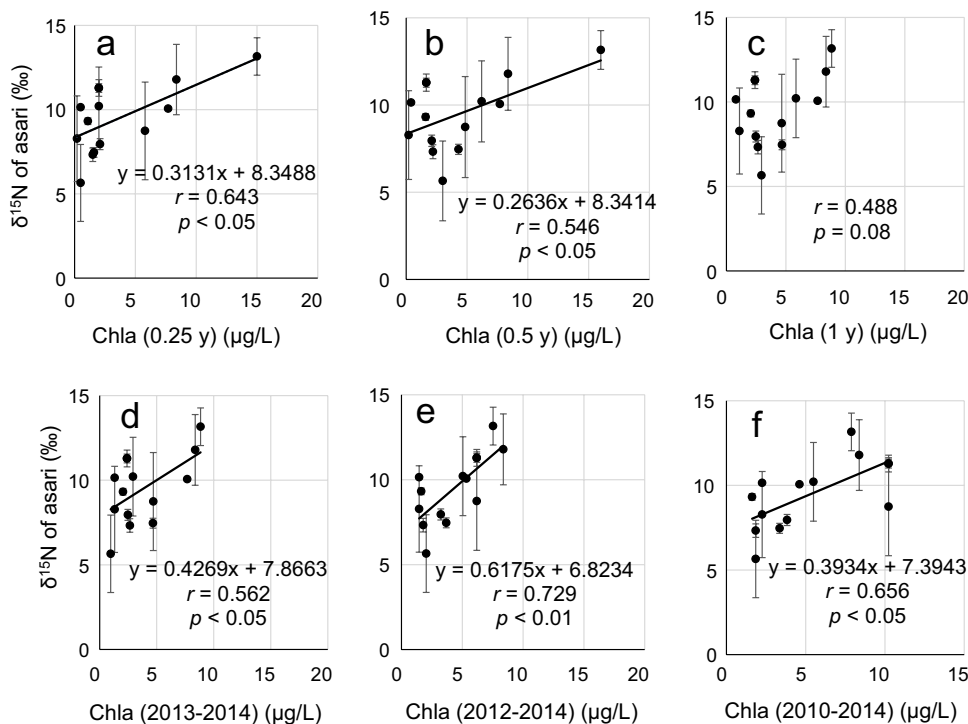 a
15
10
5
0
δ¹⁵N of asari (‰)
y = 0.3131x + 8.3488
r = 0.643
p < 0.05
0 5 10 15 20
Chla (0.25 y) (µg/L)
b
15
10
5
0
y = 0.2636x + 8.3414
r = 0.546
p < 0.05
0 5 10 15 20
Chla (0.5 y) (µg/L)
c
15
10
5
0
r = 0.488
p = 0.08
0 5 10 15 20
Chla (1 y) (µg/L)
d
15
10
5
0
δ¹⁵N of asari (‰)
y = 0.4269x + 7.8663
r = 0.562
p < 0.05
0 5 10 15 20
Chla (2013-2014) (µg/L)
e
15
10
5
0
y = 0.6175x + 6.8234
r = 0.729
p < 0.01
0 5 10 15 20
Chla (2012-2014) (µg/L)
f
15
10
5
0
y = 0.3934x + 7.3943
r = 0.656
p < 0.05
0 5 10 15
Chla (2010-2014) (µg/L)